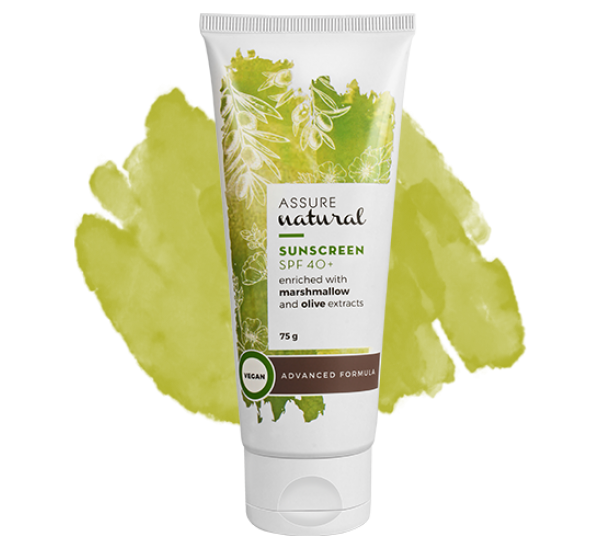 ASSURE
natural
SUNSCREEN
SPF 40+
enriched with
marshmallow
and olive extracts
75 g
VEGAN
ADVANCED FORMULA